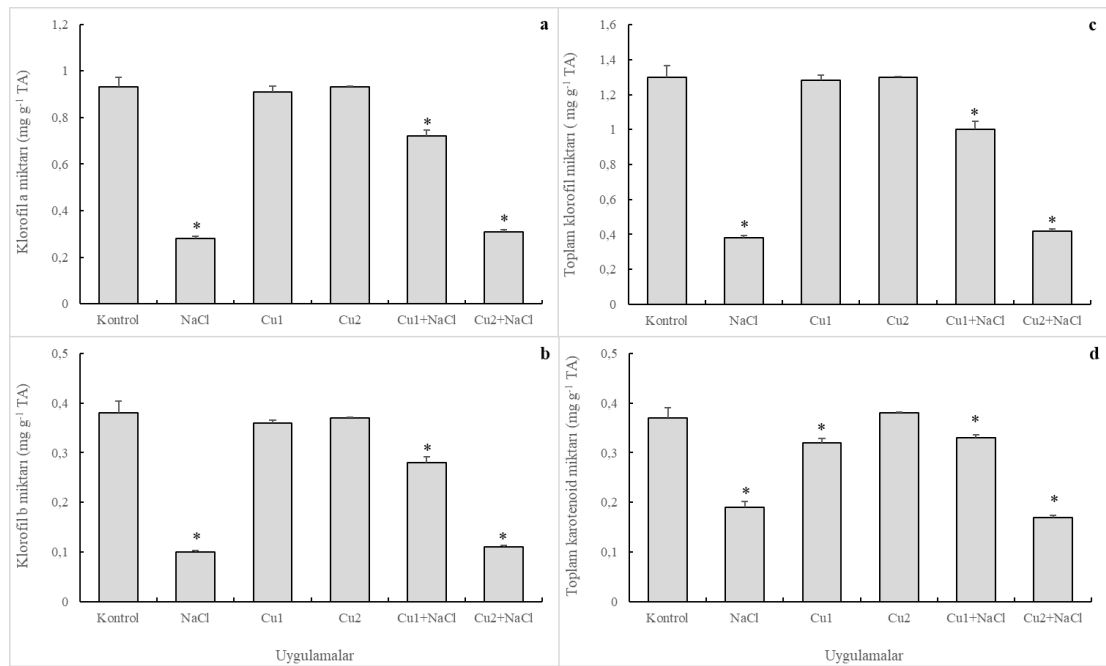 a
Klorofil a miktarı (mg g-1 TA)
1,2
1
0,8
0,6
0,4
0,2
0
*
*
*
Kontrol NaCl Cu1 Cu2 Cu1+NaCl Cu2+NaCl
b
Klorofil b miktarı (mg g-1 TA)
0,5
0,4
0,3
0,2
0,1
0
*
*
*
Kontrol NaCl Cu1 Cu2 Cu1+NaCl Cu2+NaCl
Uygulamalar
c
Toplam klorofil miktarı ( mg g-1 TA)
1,6
1,4
1,2
1
0,8
0,6
0,4
0,2
0
*
*
*
Kontrol NaCl Cu1 Cu2 Cu1+NaCl Cu2+NaCl
d
Toplam karotenoid miktarı (mg g-1 TA)
0,5
0,4
0,3
0,2
0,1
0
*
*
*
*
Kontrol NaCl Cu1 Cu2 Cu1+NaCl Cu2+NaCl
Uygulamalar